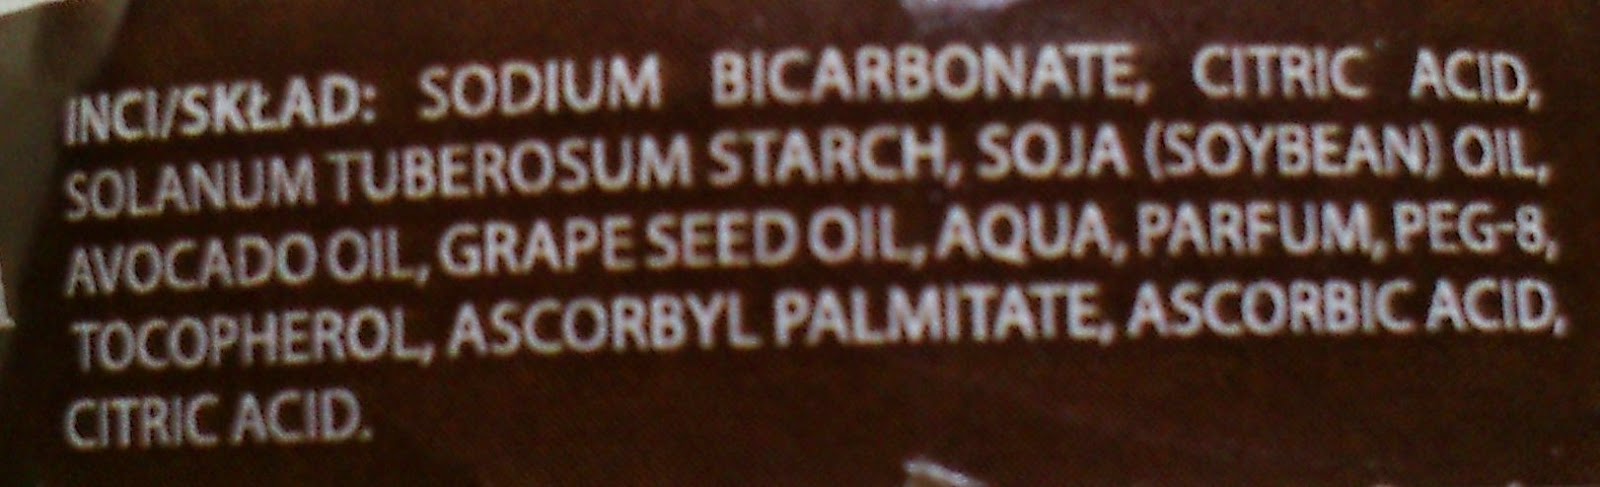 INCI/SKŁAD: SODIUM BICARBONATE, CITRIC ACID,
SOLANUM TUBEROSUM STARCH, SOJA (SOYBEAN) OIL,
AVOCADO OIL, GRAPE SEED OIL, AQUA, PARFUM, PEG-8,
TOCOPHEROL, ASCORBYL PALMITATE, ASCORBIC ACID,
CITRIC ACID.